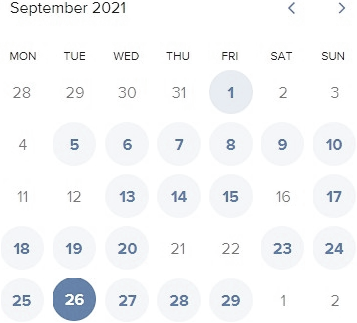 September 2021
MON TUE WED THU FRI SAT SUN
28 29 30 31 1 2 3
4 5 6 7 8 9 10
11 12 13 14 15 16 17
18 19 20 21 22 23 24
25 26 27 28 29 1 2